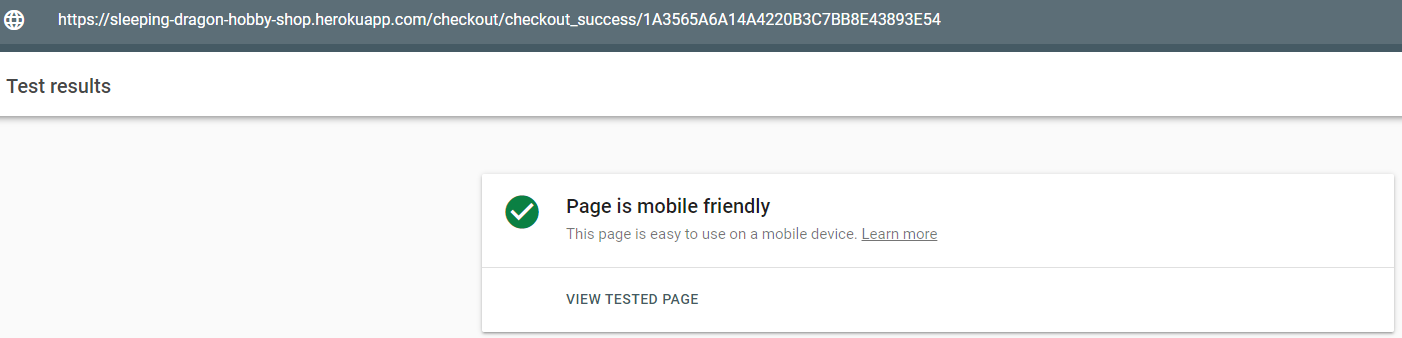 https://sleeping-dragon-hobby-shop.herokuapp.com/checkout/checkout_success/1A3565A6A14A4220B3C7BB8E43893E54
Test results
Page is mobile friendly
This page is easy to use on a mobile device. Learn more
VIEW TESTED PAGE